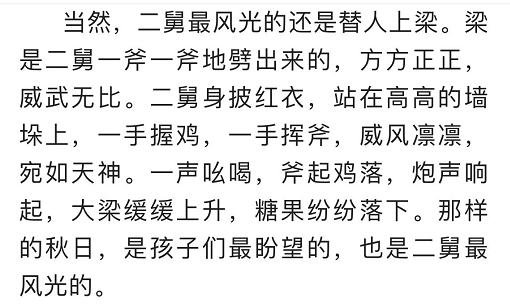 当然，二舅最风光的还是替人上梁。梁
是二舅一斧一斧地劈出来的，方方正正，
威武无比。二舅身披红衣，站在高高的墙
垛上，一手握鸡，一手挥斧，威风凛凛，
宛如天神。一声吆喝，斧起鸡落，炮声响
起，大梁缓缓上升，糖果纷纷落下。那样
的秋日，是孩子们最盼望的，也是二舅最
风光的。